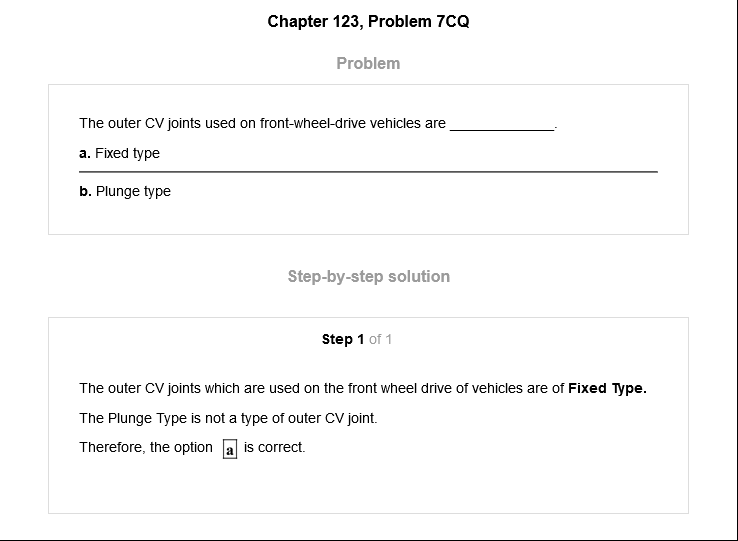 Chapter 123, Problem 7CQ
Problem
The outer CV joints used on front-wheel-drive vehicles are ______________.
a. Fixed type
b. Plunge type
Step-by-step solution
Step 1 of 1
The outer CV joints which are used on the front wheel drive of vehicles are of Fixed Type.
The Plunge Type is not a type of outer CV joint.
Therefore, the option a is correct.